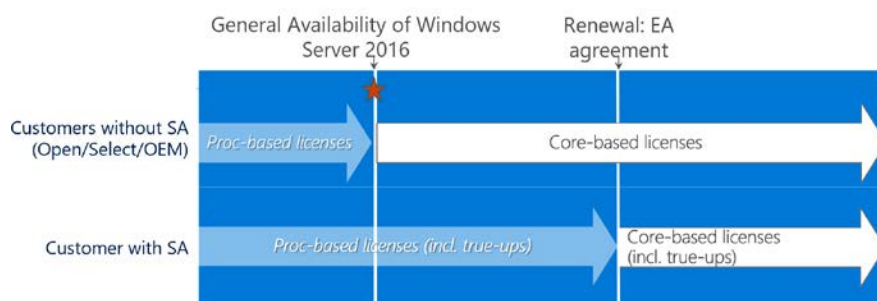 General Availability of Windows
Server 2016
Renewal: EA
agreement
Customers without SA
(Open/Select/OEM)
Proc-based licenses
Core-based licenses
Customer with SA
Proc-based licenses (incl. true-ups)
Core-based licenses
(incl. true-ups)